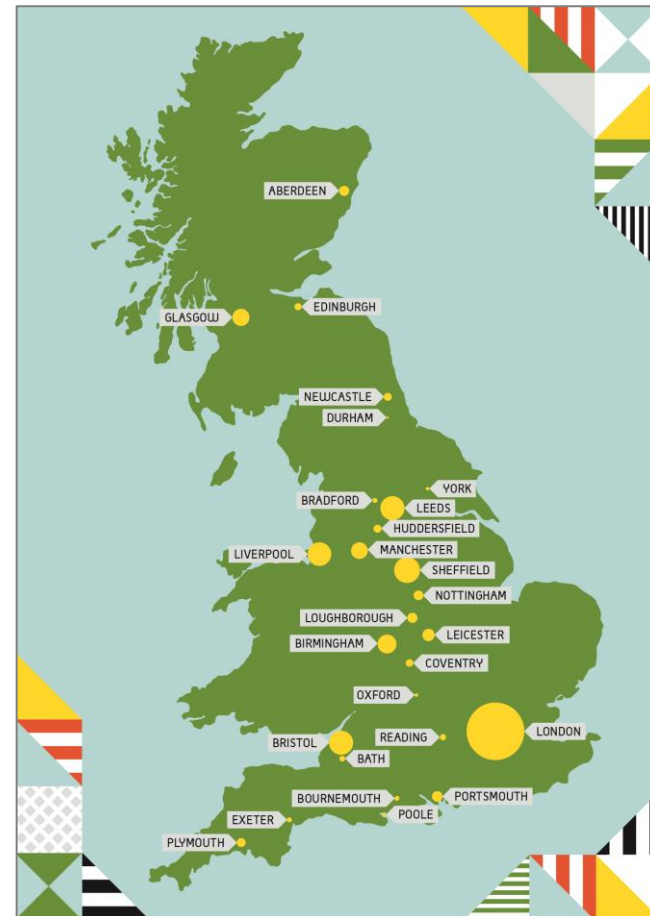 ABERDEEN
EDINBURGH
GLASGOW
NEWCASTLE
DURHAM
YORK
BRADFORD
LEEDS
HUDDERSFIELD
MANCHESTER
LIVERPOOL
SHEFFIELD
NOTTINGHAM
LOUGHBOROUGH
LEICESTER
BIRMINGHAM
COVENTRY
OXFORD
LONDON
READING
BRISTOL
BATH
PORTSMOUTH
BOURNEMOUTH
POOLE
EXETER
PLYMOUTH